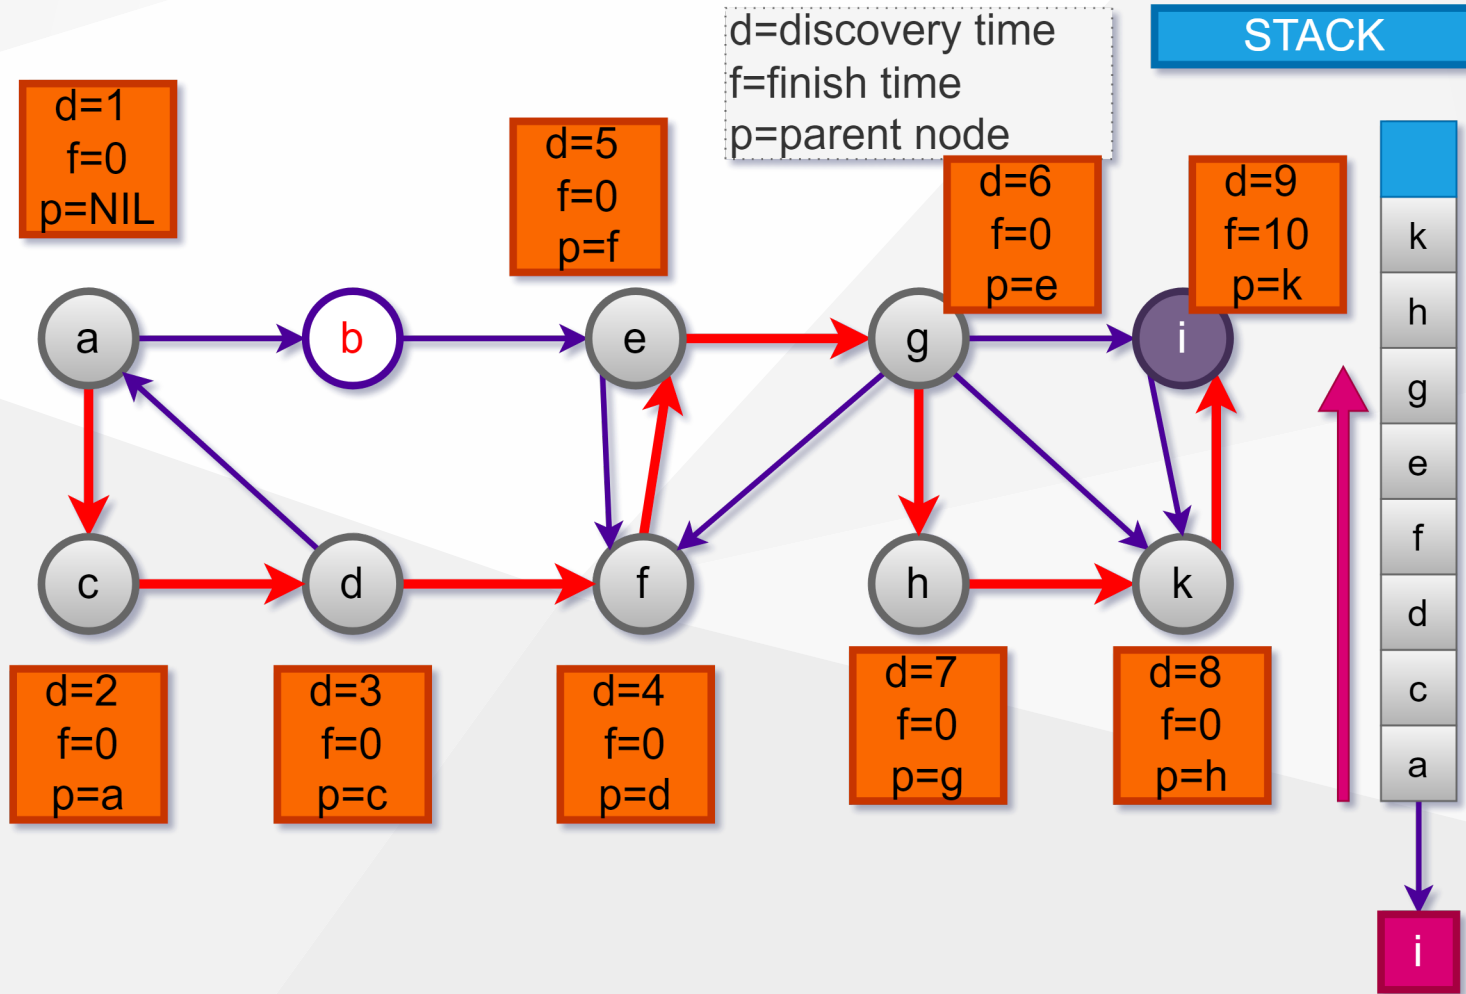 d=discovery time
f=finish time
p=parent node
STACK
d=1
f=0
p=NIL
d=5
f=0
p=f
d=6
f=0
p=e
d=9
f=10
p=k
a
b
e
g
i
c
d
f
h
k
d=2
f=0
p=a
d=3
f=0
p=c
d=4
f=0
p=d
d=7
f=0
p=g
d=8
f=0
p=h
k
h
g
e
f
d
c
a
i